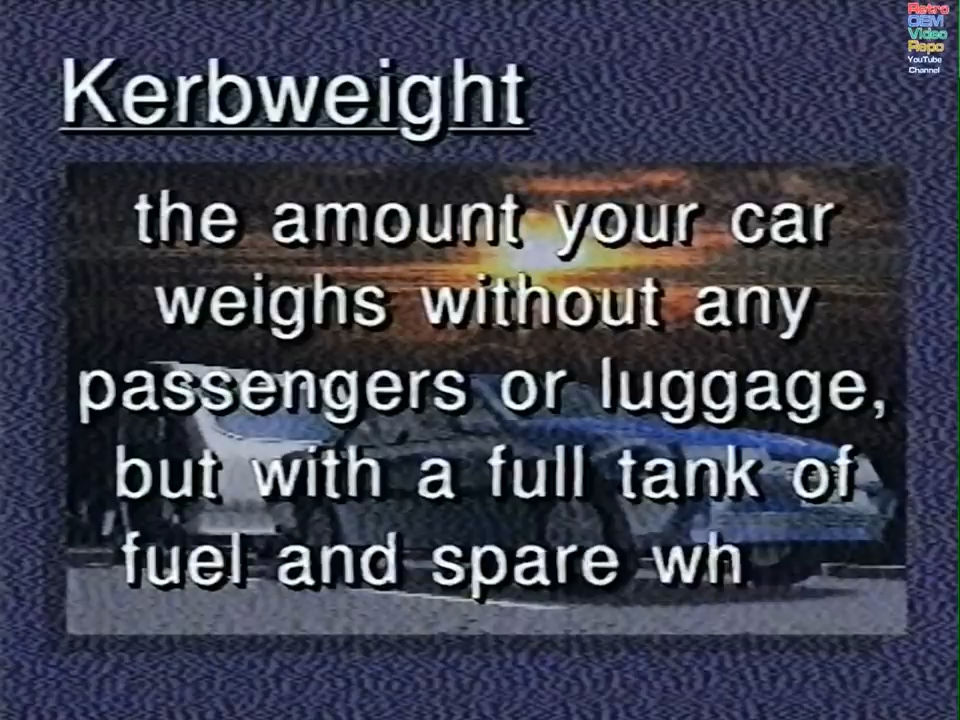 Retro
OEM
Video
Repo
YouTube
Channel
Kerbweight
the amount your car
weighs without any
passengers or luggage,
but with a full tank of
fuel and spare wh